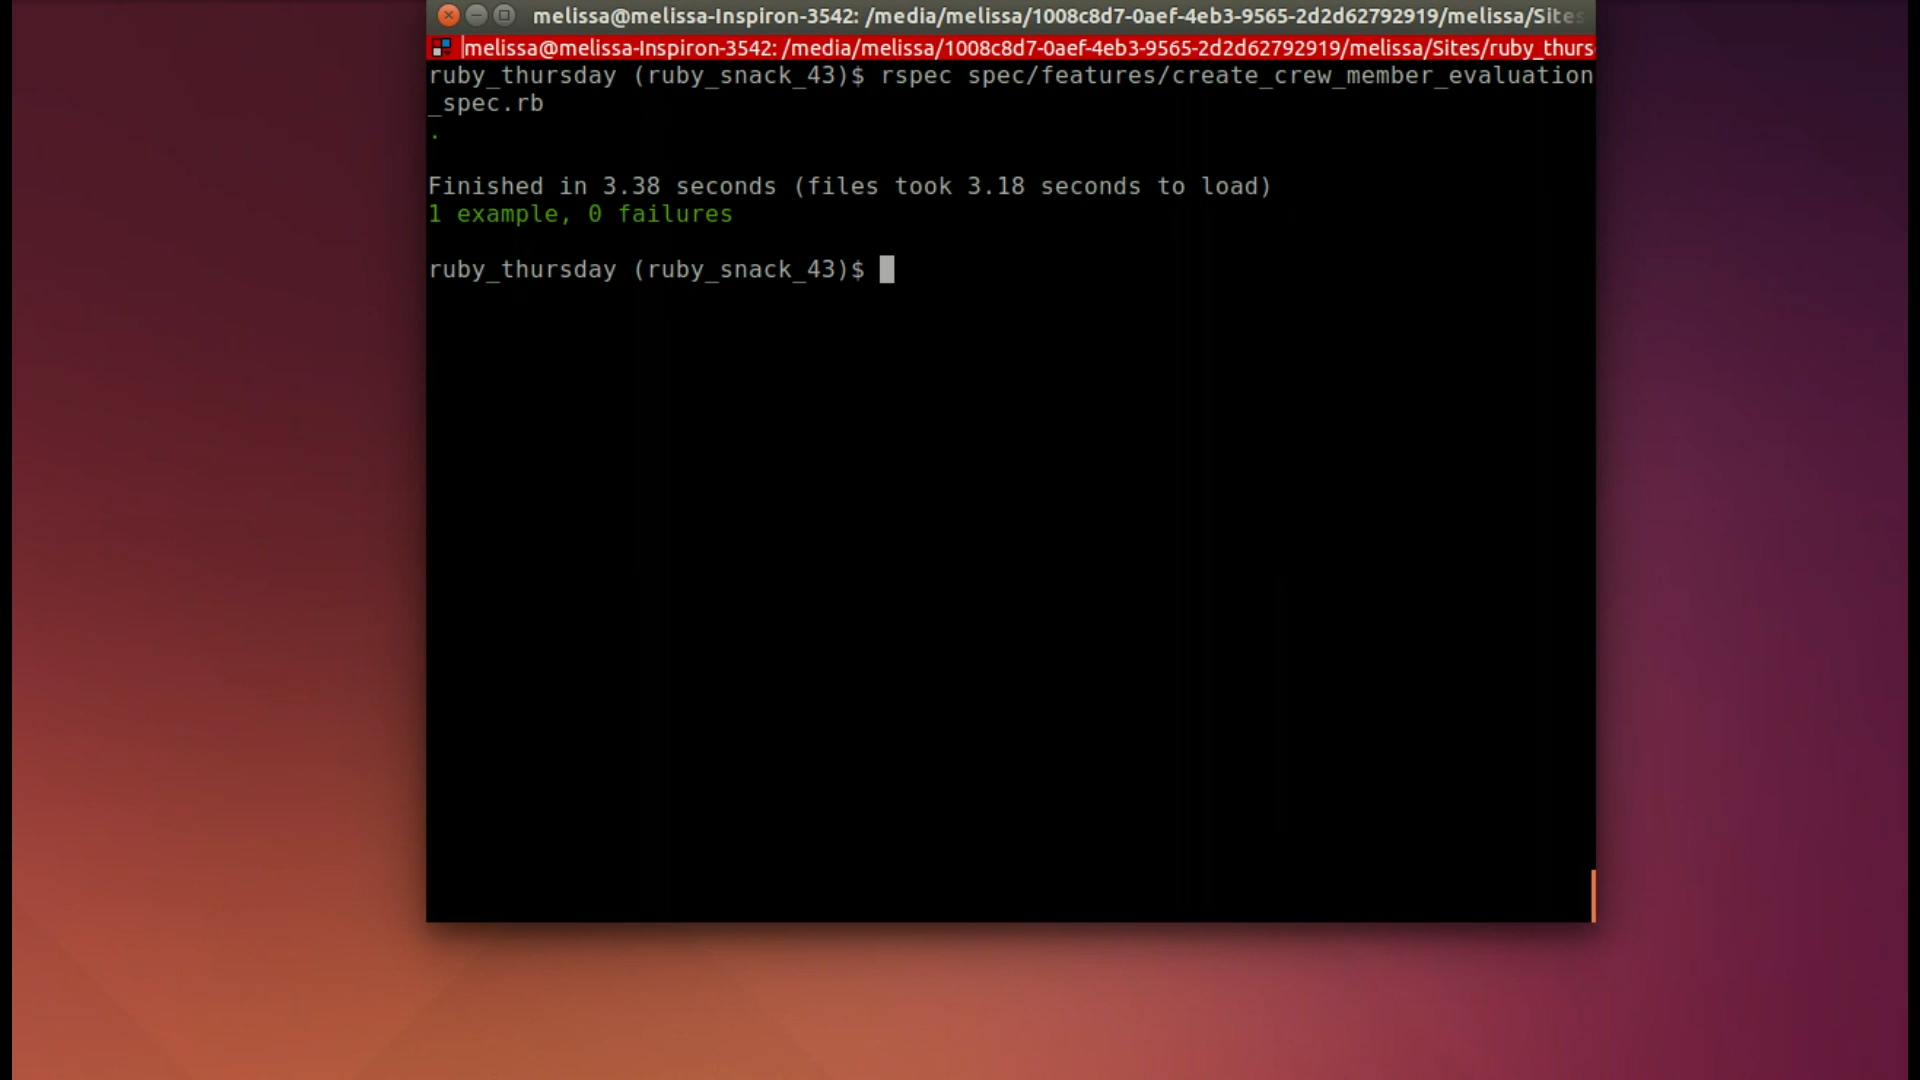 melissa@melissa-Inspiron-3542: /media/melissa/1008c8d7-0aef-4eb3-9565-2d2d62792919/melissa/Sites
melissa@melissa-Inspiron-3542: /media/melissa/1008c8d7-0aef-4eb3-9565-2d2d62792919/melissa/Sites/ruby_thurs
ruby_thursday (ruby_snack_43)$ rspec spec/features/create_crew_member_evaluation
_spec.rb
.
Finished in 3.38 seconds (files took 3.18 seconds to load)
1 example, 0 failures
ruby_thursday (ruby_snack_43)$